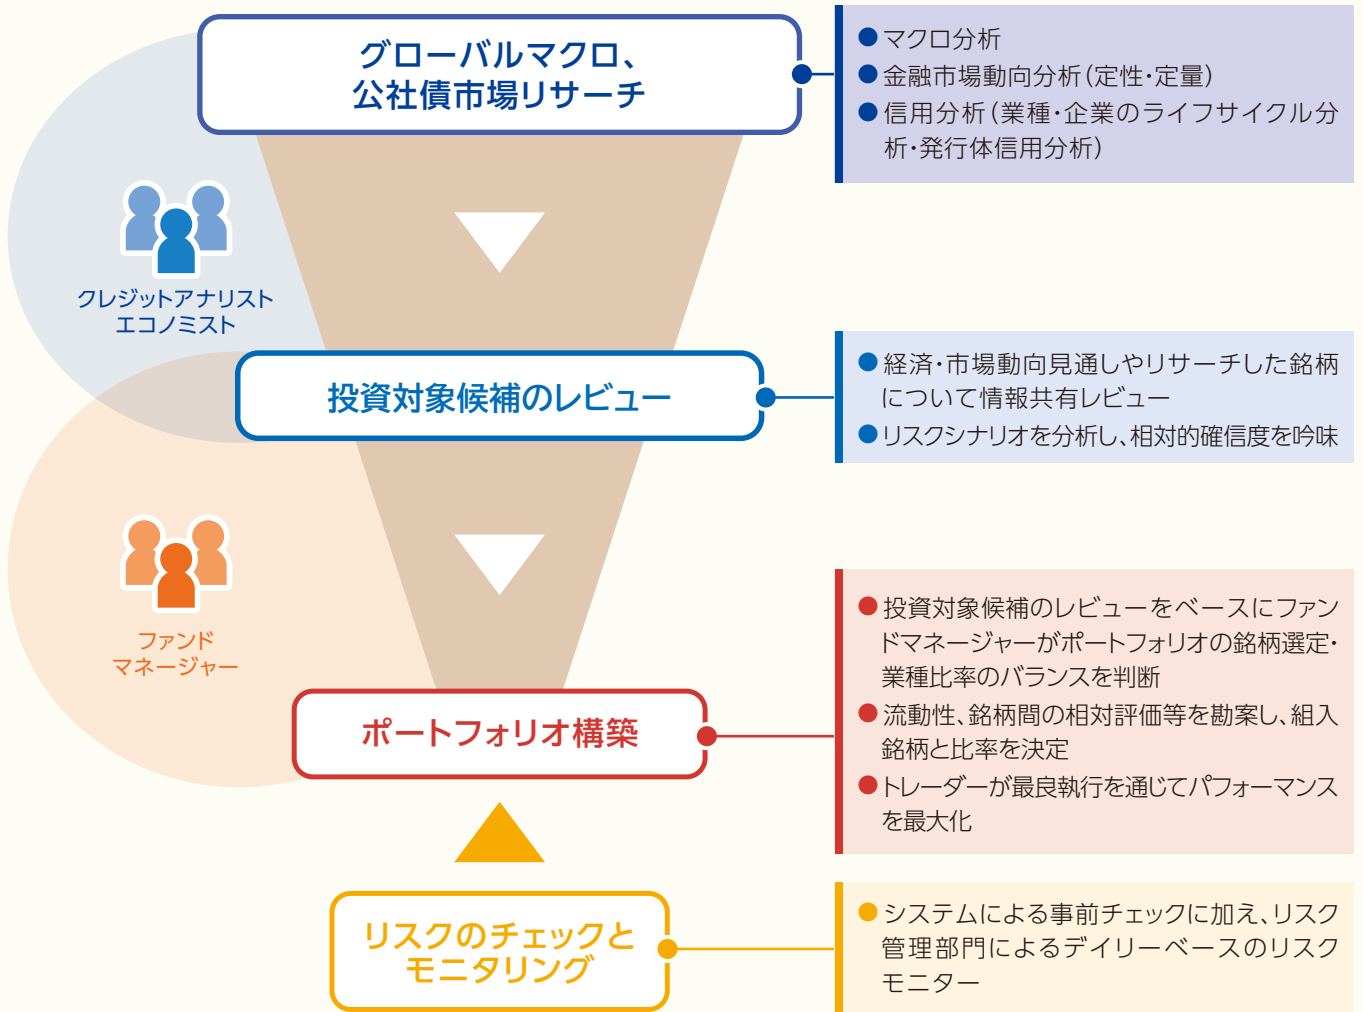 グローバルマクロ、
公社債市場リサーチ
●マクロ分析
●金融市場動向分析(定性・定量)
●信用分析(業種・企業のライフサイクル分
析・発行体信用分析)
クレジットアナリスト
エコノミスト
投資対象候補のレビュー
●経済・市場動向見通しやリサーチした銘柄
について情報共有レビュー
●リスクシナリオを分析し、相対的確信度を吟味
ファンド
マネージャー
ポートフォリオ構築
●投資対象候補のレビューをベースにファン
ドマネージャーがポートフォリオの銘柄選定・
業種比率のバランスを判断
●流動性、銘柄間の相対評価等を勘案し、組入
銘柄と比率を決定
●トレーダーが最良執行を通じてパフォーマンス
を最大化
リスクのチェックと
モニタリング
●システムによる事前チェックに加え、リスク
管理部門によるデイリーベースのリスク
モニター